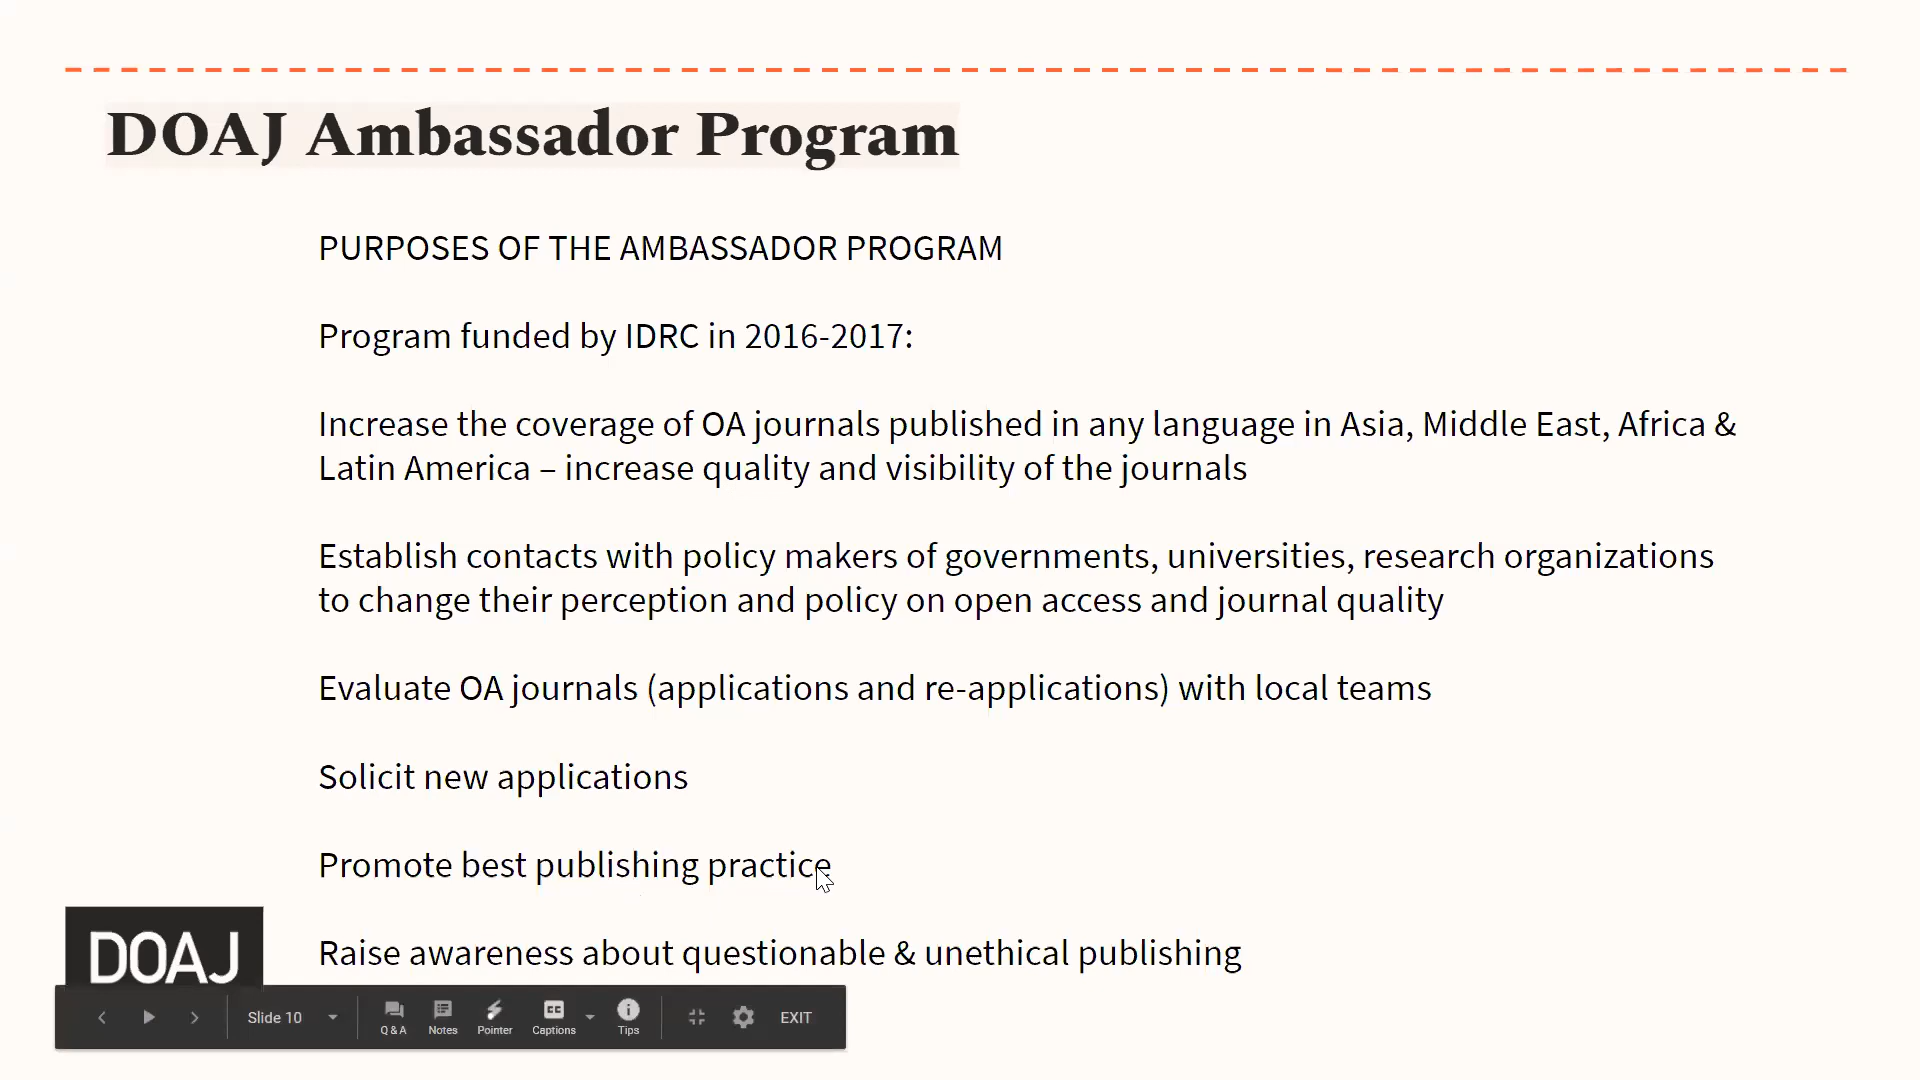 DOAJ Ambassador Program
PURPOSES OF THE AMBASSADOR PROGRAM
Program funded by IDRC in 2016-2017:
Increase the coverage of OA journals published in any language in Asia, Middle East, Africa &
Latin America – increase quality and visibility of the journals
Establish contacts with policy makers of governments, universities, research organizations
to change their perception and policy on open access and journal quality
Evaluate OA journals (applications and re-applications) with local teams
Solicit new applications
Promote best publishing practice
Raise awareness about questionable & unethical publishing
DOAJ
Slide 10
Q & A
Notes
Pointer
CC
Captions
Tips
EXIT